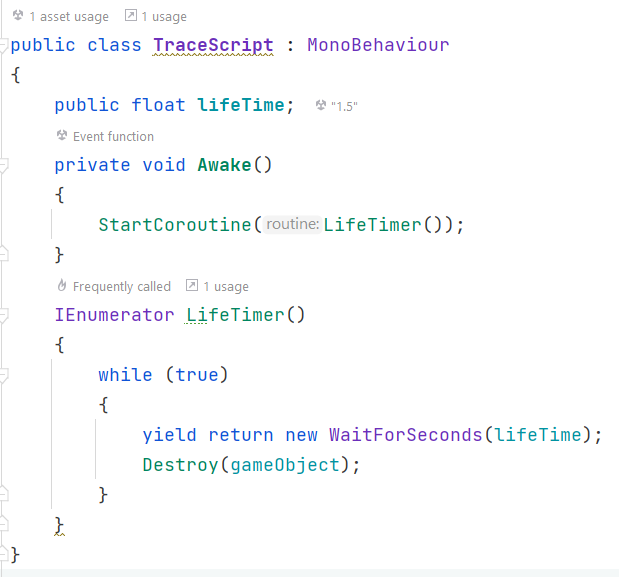 1 asset usage 1 usage
public class TraceScript : MonoBehaviour
{
public float lifeTime; "1.5"
Event function
private void Awake()
{
StartCoroutine(routine:LifeTimer());
}
Frequently called 1 usage
IEnumerator LifeTimer()
{
while (true)
{
yield return new WaitForSeconds(lifeTime);
Destroy(gameObject);
}
}
}